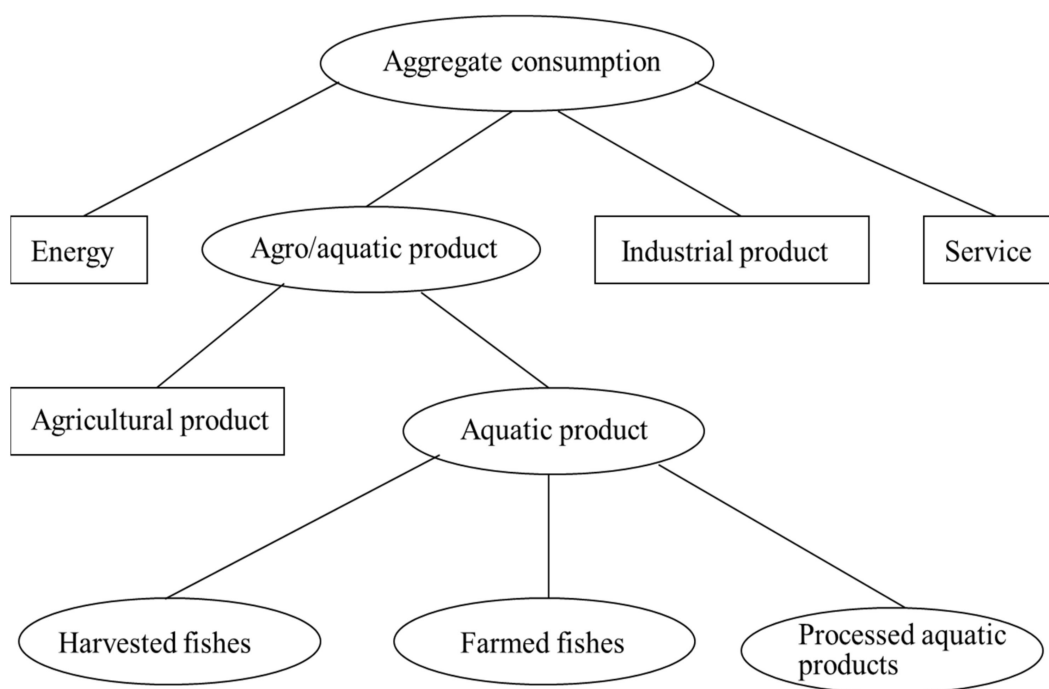 Aggregate consumption
Energy
Agro/aquatic product
Industrial product
Service
Agricultural product
Aquatic product
Harvested fishes
Farmed fishes
Processed aquatic
products